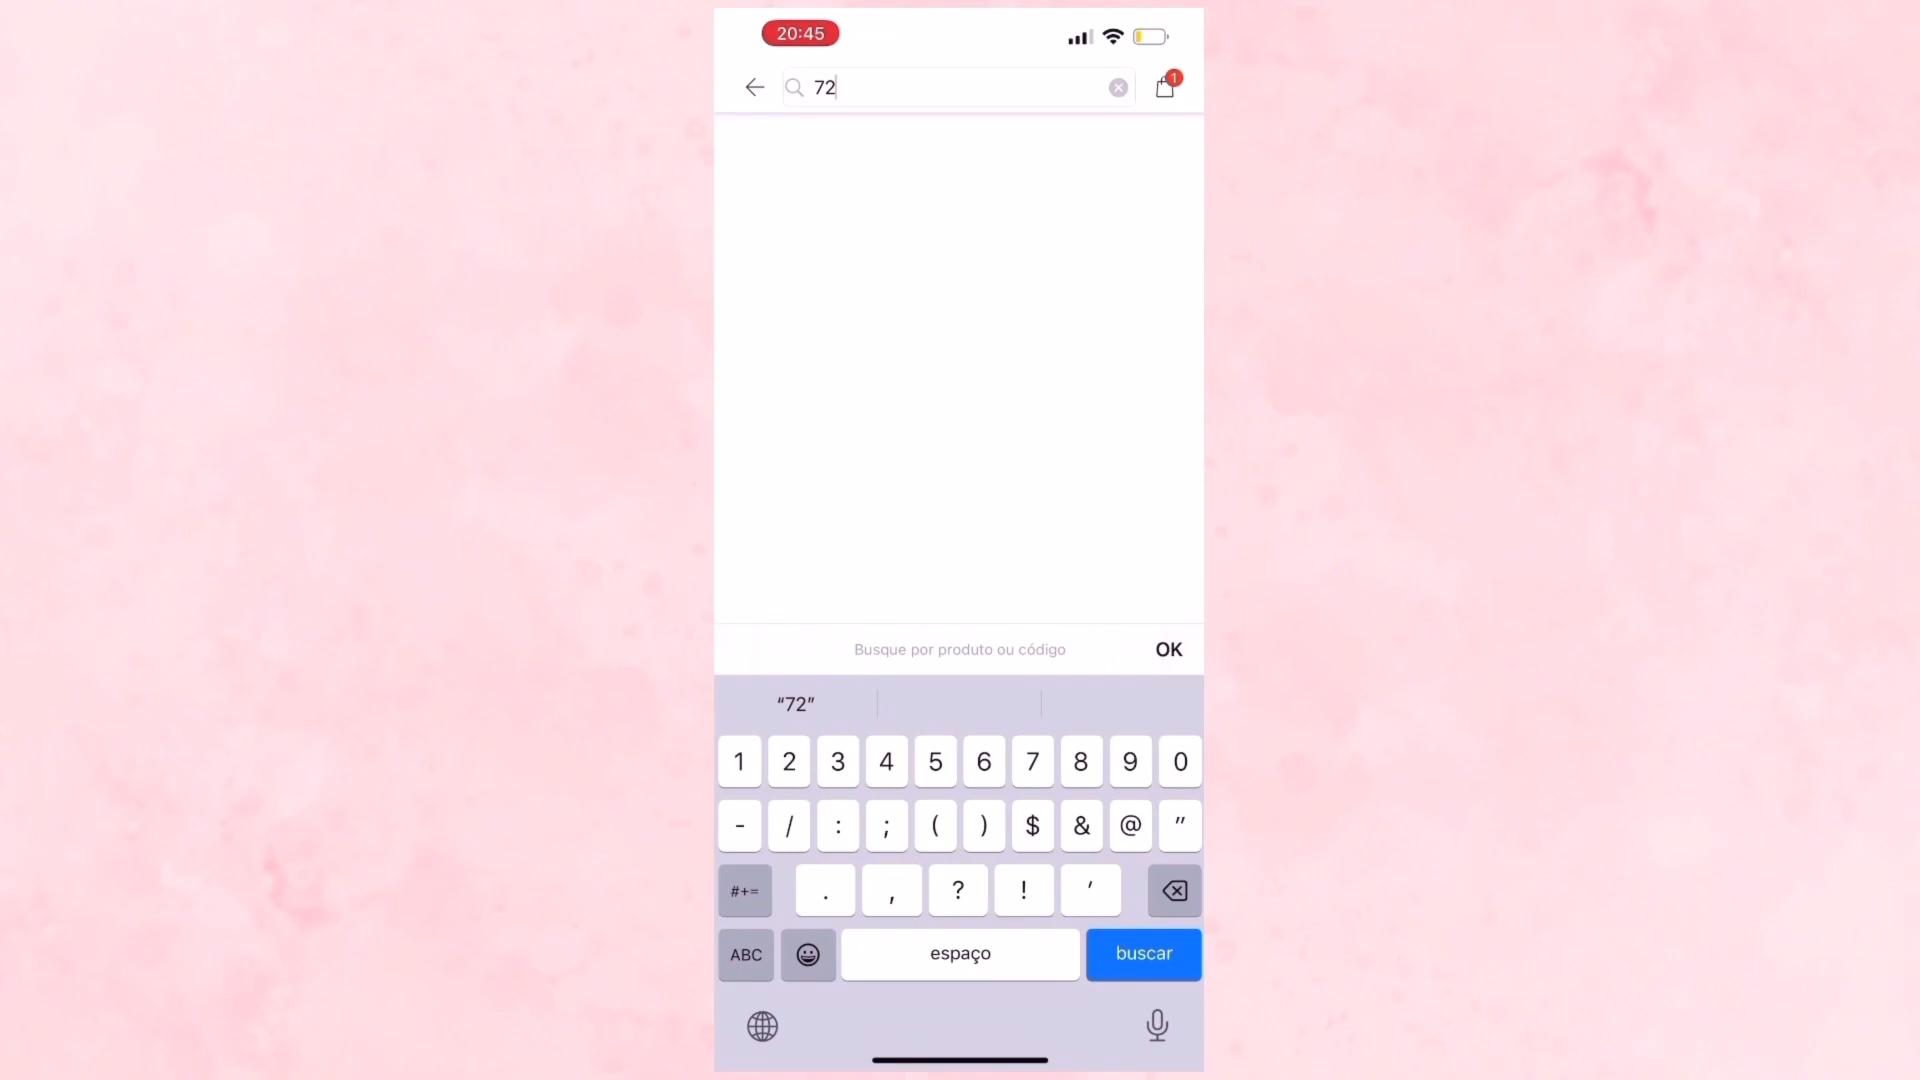 20:45
72
1
Busque por produto ou código
OK
“72”
1 2 3 4 5 6 7 8 9 0
- / : ; ( ) $ & @ "
#+= . , ? ! '
ABC espaço buscar